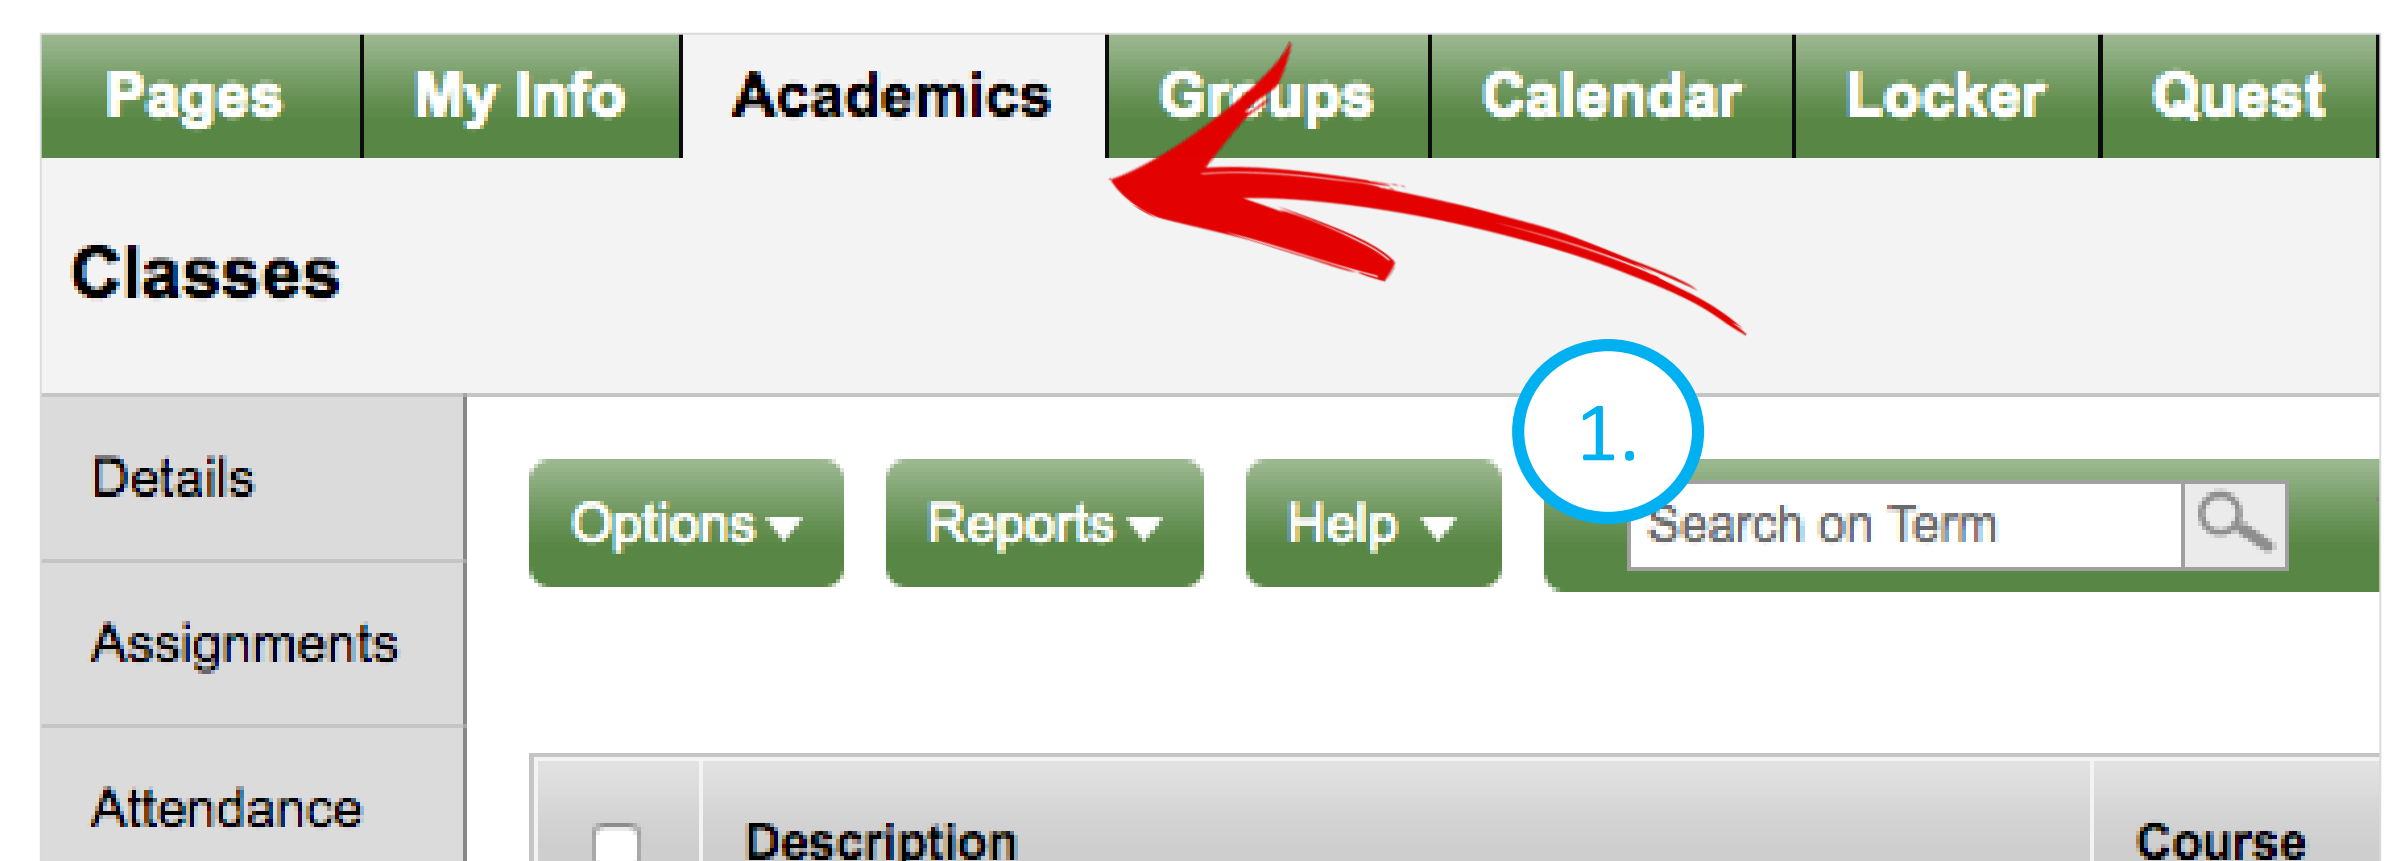 Pages My Info Academics Groups Calendar Locker Quest
Classes
1.
Details
Options Reports Help Search on Term
Assignments
Attendance
Description Course